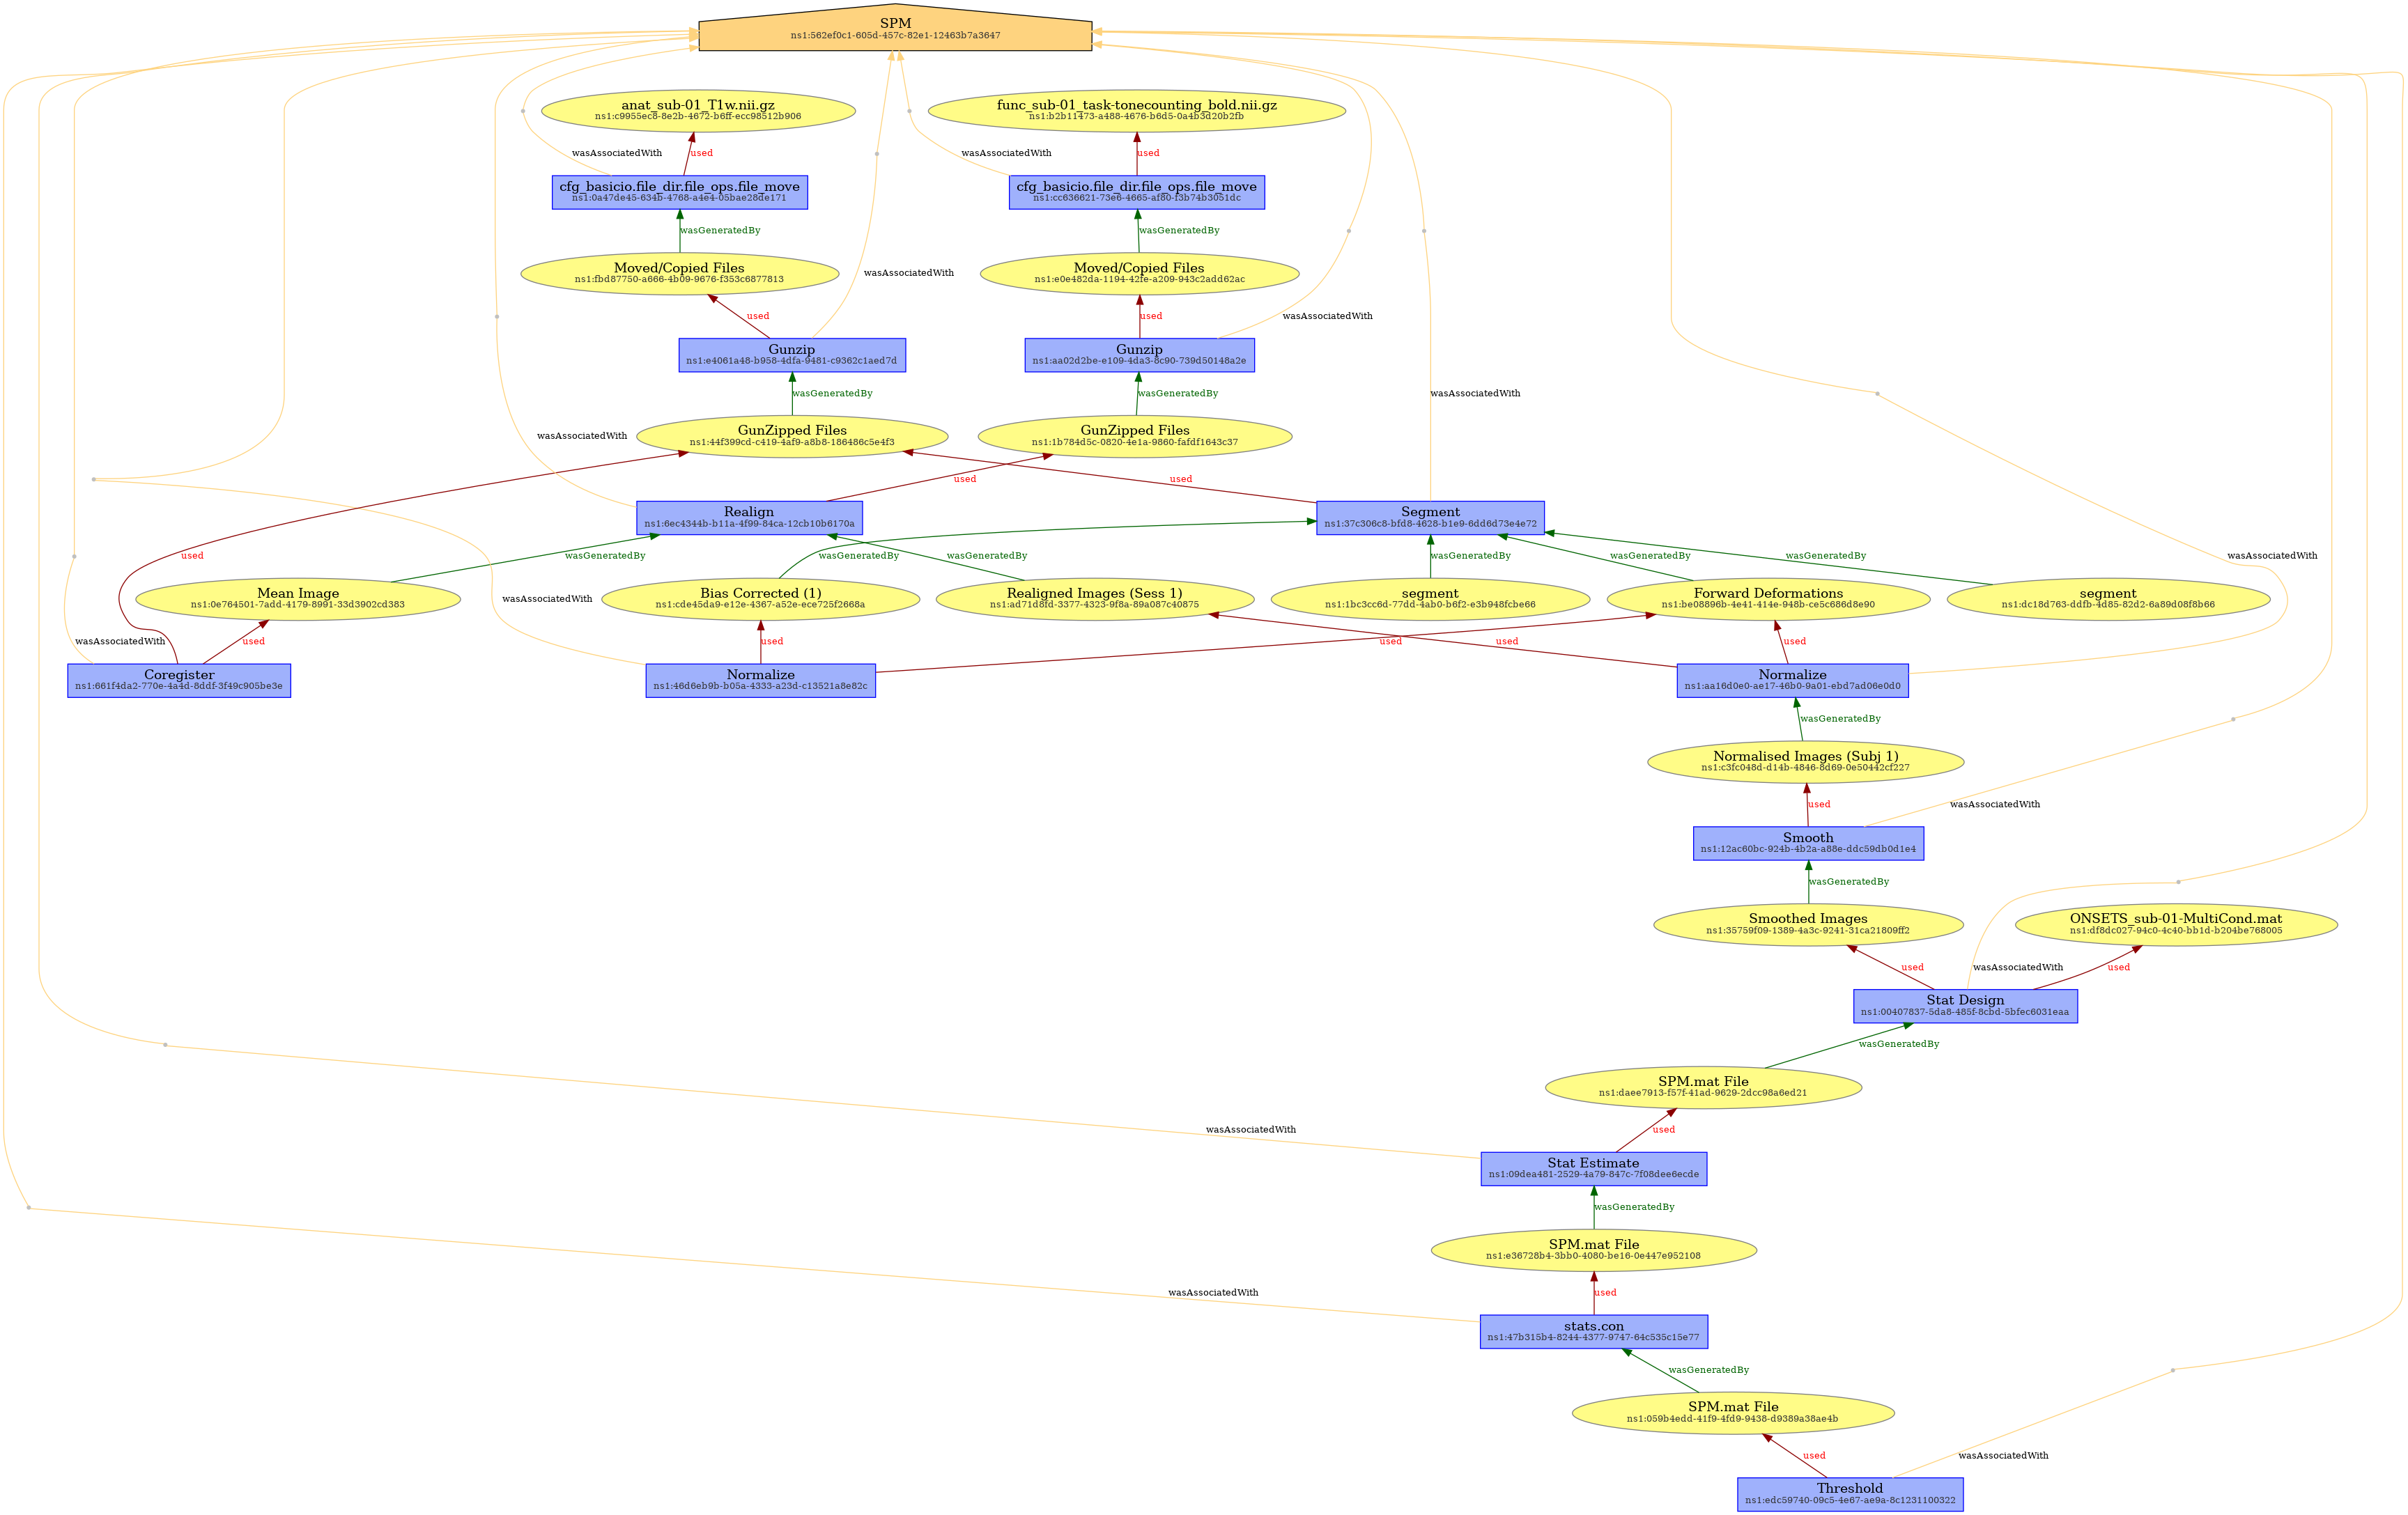 SPM
ns1:562ef0c1-605d-457c-82e1-12463b7a3647
anat_sub-01_T1w.nii.gz
ns1:c9955ec8-8e2b-4672-b6ff-ecc98512b906
func_sub-01_task-tonecounting_bold.nii.gz
ns1:b2b11473-a488-4676-b6d5-0a4b3d20b2fb
wasAssociatedWith
used
wasAssociatedWith
used
cfg_basicio.file_dir.file_ops.file_move
ns1:0a47de45-634b-4768-a4e4-05bae28de171
cfg_basicio.file_dir.file_ops.file_move
ns1:cc636621-73e6-4665-af80-f3b74b3051dc
wasGeneratedBy
wasGeneratedBy
Moved/Copied Files
ns1:fbd87750-a666-4b09-9676-f353c6877813
wasAssociatedWith
Moved/Copied Files
ns1:e0e482da-1194-42fe-a209-943c2add62ac
used
used
wasAssociatedWith
Gunzip
ns1:e4061a48-b958-4dfa-9481-c9362c1aed7d
Gunzip
ns1:aa02d2be-e109-4da3-8c90-739d50148a2e
wasGeneratedBy
wasGeneratedBy
wasAssociatedWith
wasAssociatedWith
GunZipped Files
ns1:44f399cd-c419-4af9-a8b8-186486c5e4f3
GunZipped Files
ns1:1b784d5c-0820-4e1a-9860-fafdf1643c37
used
used
Realign
ns1:6ec4344b-b11a-4f99-84ca-12cb10b6170a
Segment
ns1:37c306c8-bfd8-4628-b1e9-6dd6d73e4e72
used
wasGeneratedBy
wasGeneratedBy
wasGeneratedBy
wasGeneratedBy
wasGeneratedBy
wasGeneratedBy
wasAssociatedWith
Mean Image
ns1:0e764501-7add-4179-8991-33d3902cd383
wasAssociatedWith
Bias Corrected (1)
ns1:cde45da9-e12e-4367-a52e-ece725f2668a
Realigned Images (Sess 1)
ns1:ad71d8fd-3377-4323-9f8a-89a087c40875
segment
ns1:1bc3cc6d-77dd-4ab0-b6f2-e3b948fcbe66
Forward Deformations
ns1:be08896b-4e41-414e-948b-ce5c686d8e90
segment
ns1:dc18d763-ddfb-4d85-82d2-6a89d08f8b66
wasAssociatedWith
used
used
used
used
used
Coregister
ns1:661f4da2-770e-4a4d-8ddf-3f49c905be3e
Normalize
ns1:46d6eb9b-b05a-4333-a23d-c13521a8e82c
Normalize
ns1:aa16d0e0-ae17-46b0-9a01-ebd7ad06e0d0
wasGeneratedBy
Normalised Images (Subj 1)
ns1:c3fc048d-d14b-4846-8d69-0e50442cf227
used
wasAssociatedWith
Smooth
ns1:12ac60bc-924b-4b2a-a88e-ddc59db0d1e4
wasGeneratedBy
Smoothed Images
ns1:35759f09-1389-4a3c-9241-31ca21809ff2
ONSETS_sub-01-MultiCond.mat
ns1:df8dc027-94c0-4c40-bb1d-b204be768005
used
wasAssociatedWith
used
Stat Design
ns1:00407837-5da8-485f-8cbd-5bfec6031eaa
wasGeneratedBy
SPM.mat File
ns1:daee7913-f57f-41ad-9629-2dcc98a6ed21
wasAssociatedWith
used
Stat Estimate
ns1:09dea481-2529-4a79-847c-7f08dee6ecde
wasGeneratedBy
SPM.mat File
ns1:e36728b4-3bb0-4080-be16-0e447e952108
wasAssociatedWith
used
stats.con
ns1:47b315b4-8244-4377-9747-64c535c15e77
wasGeneratedBy
SPM.mat File
ns1:059b4edd-41f9-4fd9-9438-d9389a38ae4b
used
wasAssociatedWith
Threshold
ns1:edc59740-09c5-4e67-ae9a-8c1231100322